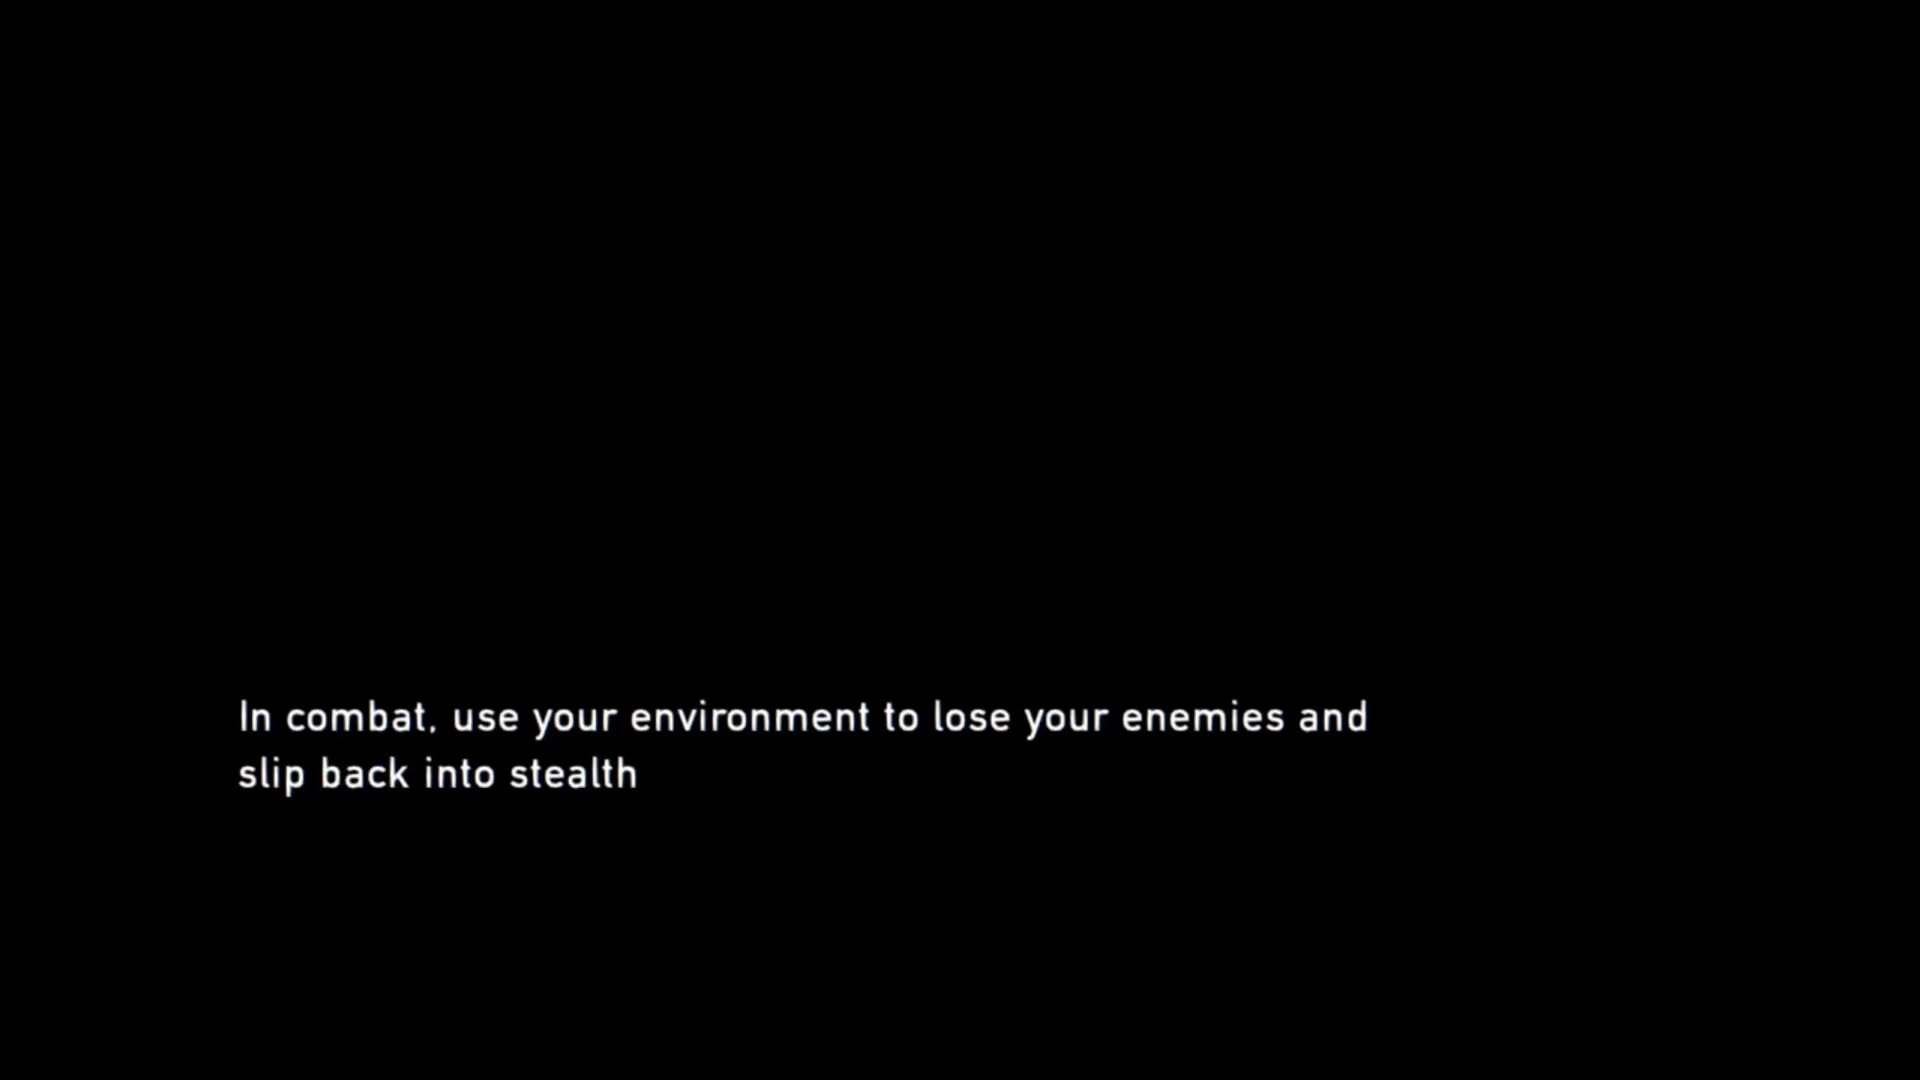 In combat, use your environment to lose your enemies and
slip back into stealth